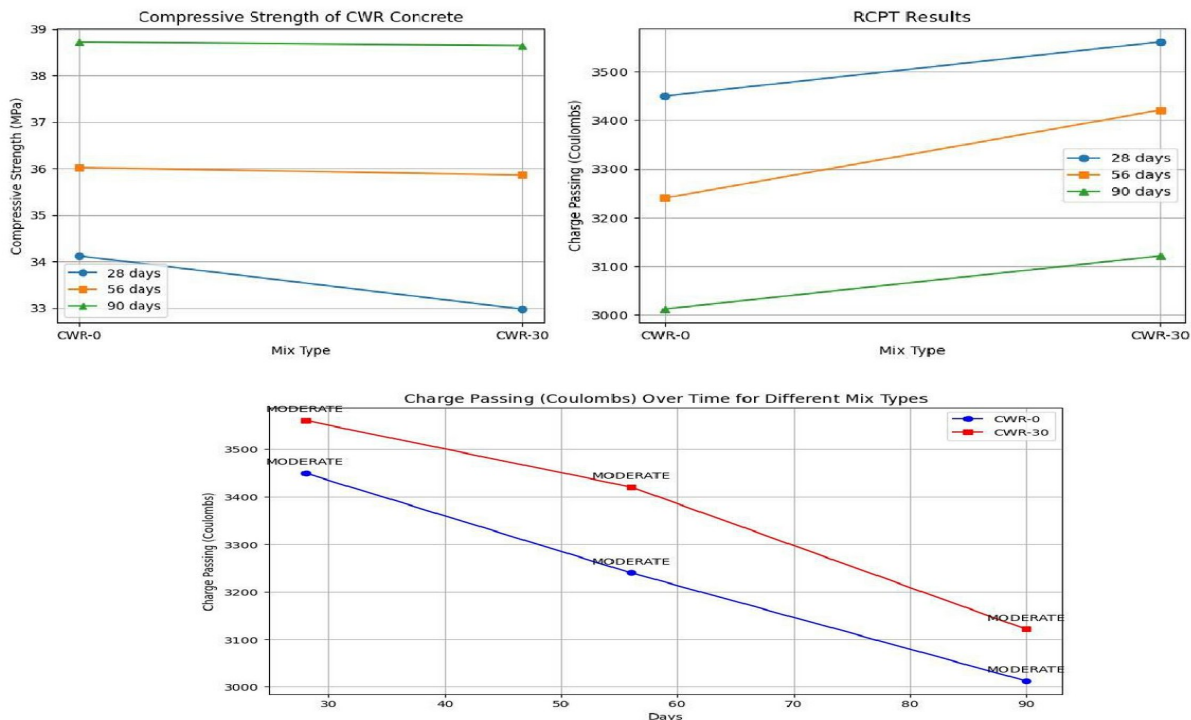 Compressive Strength of CWR Concrete
39
38
37
36
35
34
33
Compressive Strength (MPa)
28 days
56 days
90 days
CWR-0
CWR-30
Mix Type
RCPT Results
3500
3400
3300
3200
3100
3000
Charge Passing (Coulombs)
28 days
56 days
90 days
CWR-0
CWR-30
Mix Type
Charge Passing (Coulombs) Over Time for Different Mix Types
MODERATE
MODERATE
MODERATE
MODERATE
MODERATE
MODERATE
CWR-0
CWR-30
3500
3400
3300
3200
3100
3000
Charge Passing (Coulombs)
30
40
50
60
70
80
90
Days